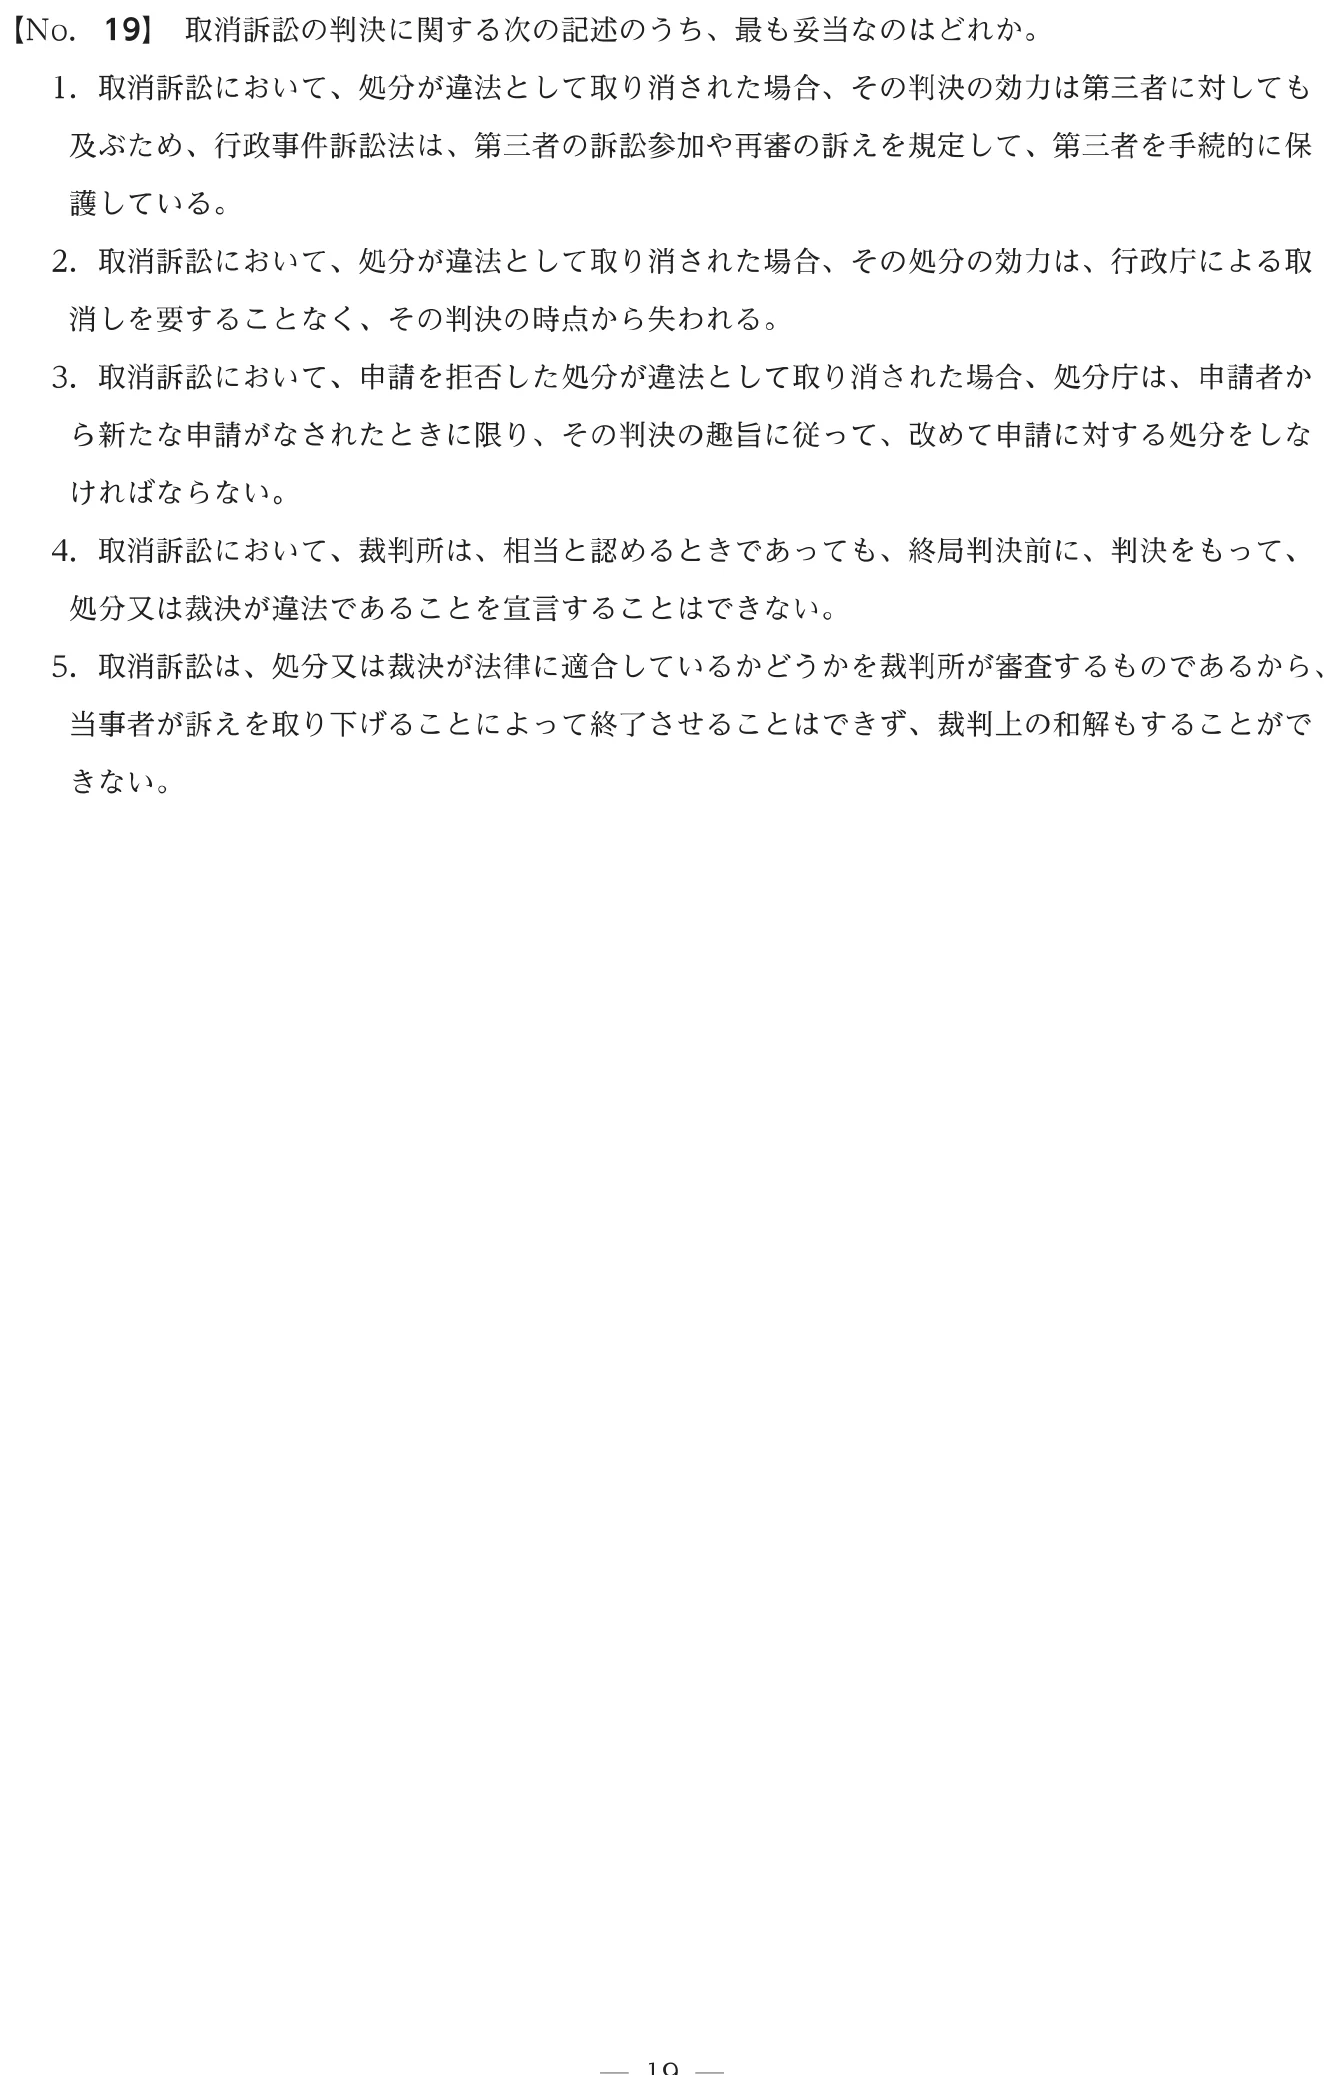 【No. 19】 取消訴訟の判決に関する次の記述のうち、最も妥当なのはどれか。
1. 取消訴訟において、処分が違法として取り消された場合、その判決の効力は第三者に対しても
及ぶため、行政事件訴訟法は、第三者の訴訟参加や再審の訴えを規定して、第三者を手続的に保
護している。
2. 取消訴訟において、処分が違法として取り消された場合、その処分の効力は、行政庁による取
消しを要することなく、その判決の時点から失われる。
3. 取消訴訟において、申請を拒否した処分が違法として取り消された場合、処分庁は、申請者か
ら新たな申請がなされたときに限り、その判決の趣旨に従って、改めて申請に対する処分をしな
ければならない。
4. 取消訴訟において、裁判所は、相当と認めるときであっても、終局判決前に、判決をもって、
処分又は裁決が違法であることを宣言することはできない。
5. 取消訴訟は、処分又は裁決が法律に適合しているかどうかを裁判所が審査するものであるから、
当事者が訴えを取り下げることによって終了させることはできず、裁判上の和解もすることがで
きない。
— 19 —